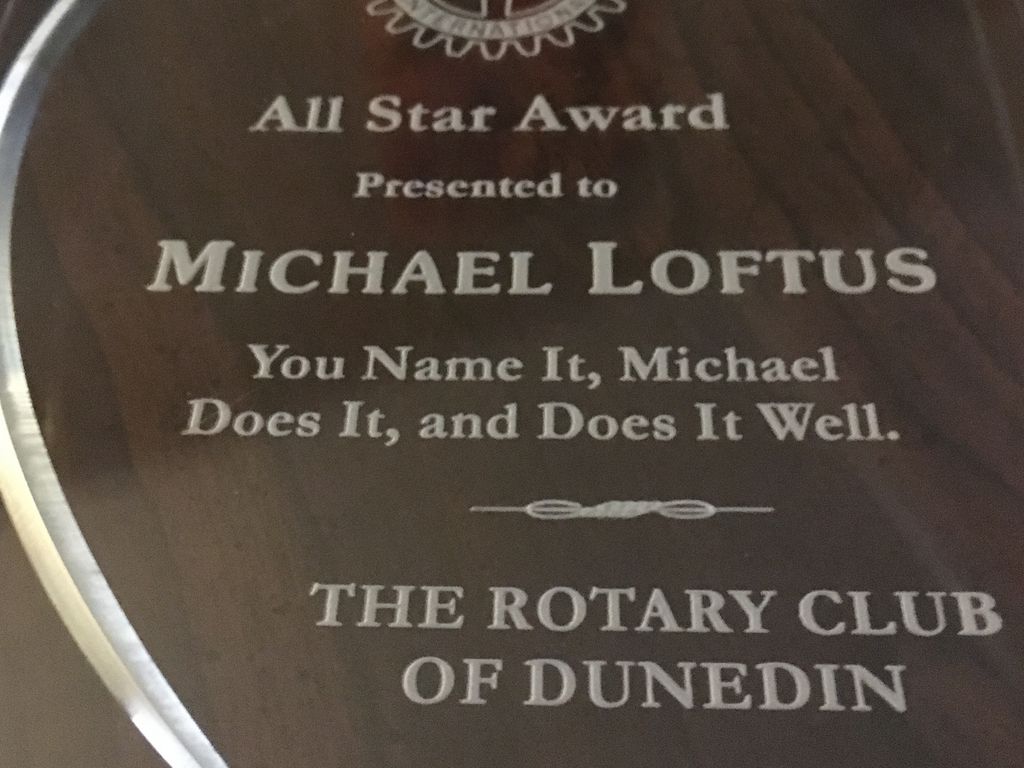 INTERNATIONAL
All Star Award
Presented to
MICHAEL LOFTUS
You Name It, Michael
Does It, and Does It Well.
THE ROTARY CLUB
OF DUNEDIN